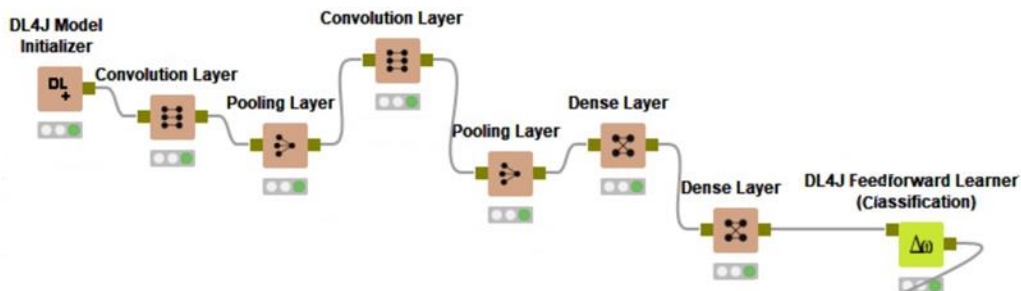 DL4J Model
Initializer
DL
+
Convolution Layer
Pooling Layer
Convolution Layer
Pooling Layer
Dense Layer
Dense Layer
DL4J Feedforward Learner
(Classification)
Δω